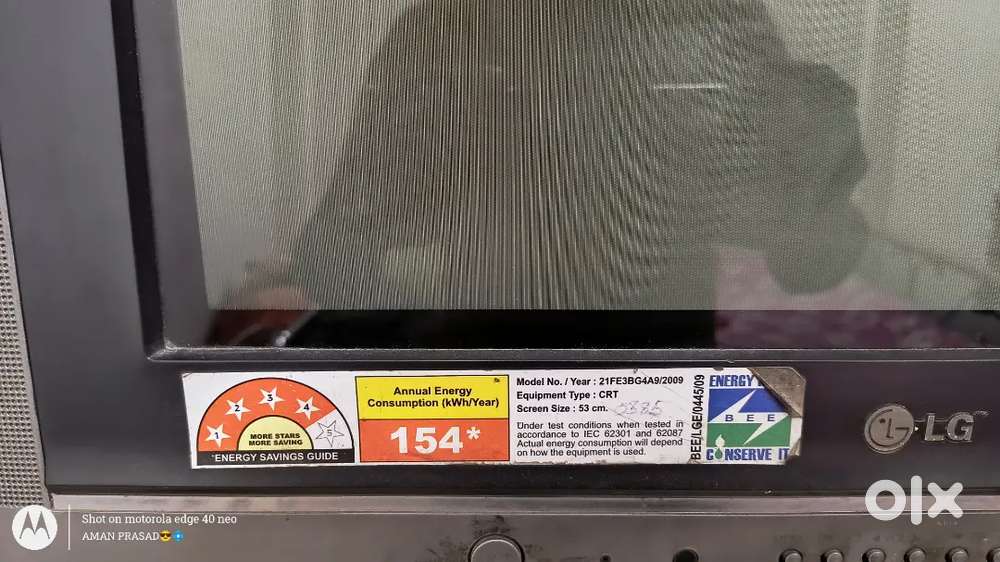 1
2
3
4
5
MORE STARS
MORE SAVING
*ENERGY SAVINGS GUIDE
Annual Energy
Consumption (kWh/Year)
154*
Model No. / Year : 21FE3BG4A9/2009
Equipment Type : CRT
Screen Size : 53 cm.
Under test conditions when tested in
accordance to IEC 62301 and 62087
Actual energy consumption will depend
on how the equipment is used.
BEE/LGE/0445/09
ENERGY
BEE
CONSERVE IT
LG
olx
Shot on motorola edge 40 neo
AMAN PRASAD😎💠